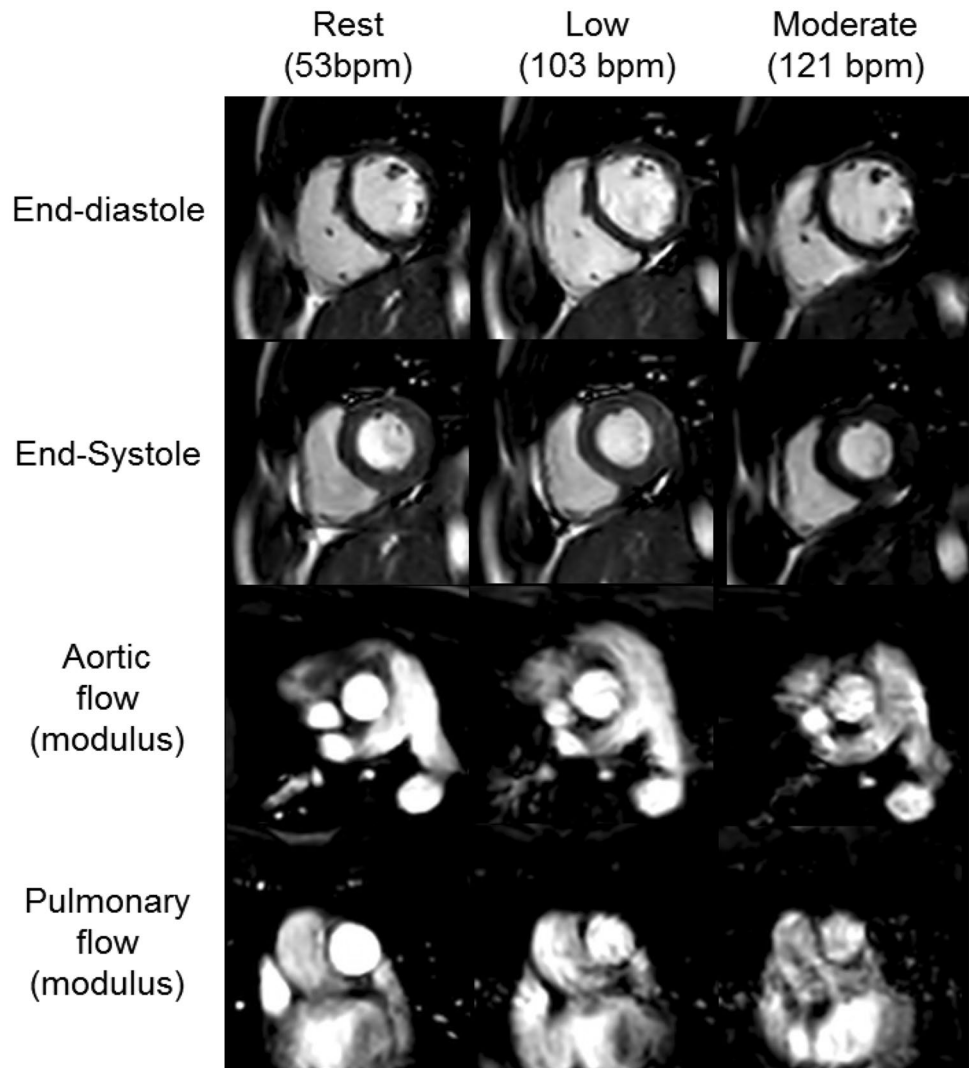 Rest
(53bpm)
Low
(103 bpm)
Moderate
(121 bpm)
End-diastole
End-Systole
Aortic
flow
(modulus)
Pulmonary
flow
(modulus)